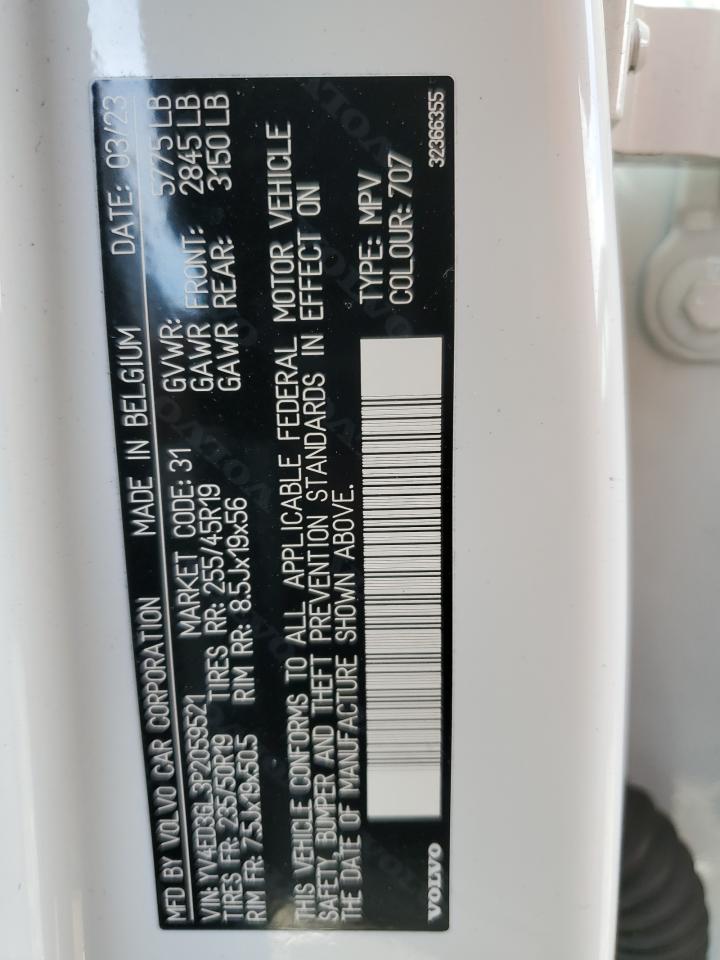 MFD BY VOLVO CAR CORPORATION MADE IN BELGIUM DATE: 03/23
VIN: YV4ED3GL3P2059521 MARKET CODE: 31 GVWR: 5775 LB
TIRES FR: 235/50R19 TIRES RR: 255/45R19 GAWR FRONT: 2845 LB
RIM FR: 7.5Jx19x50.5 RIM RR: 8.5Jx19x56 GAWR REAR: 3150 LB
THIS VEHICLE CONFORMS TO ALL APPLICABLE FEDERAL MOTOR VEHICLE
SAFETY, BUMPER AND THEFT PREVENTION STANDARDS IN EFFECT ON
THE DATE OF MANUFACTURE SHOWN ABOVE.
TYPE: MPV
COLOUR: 707
VOLVO 32366355